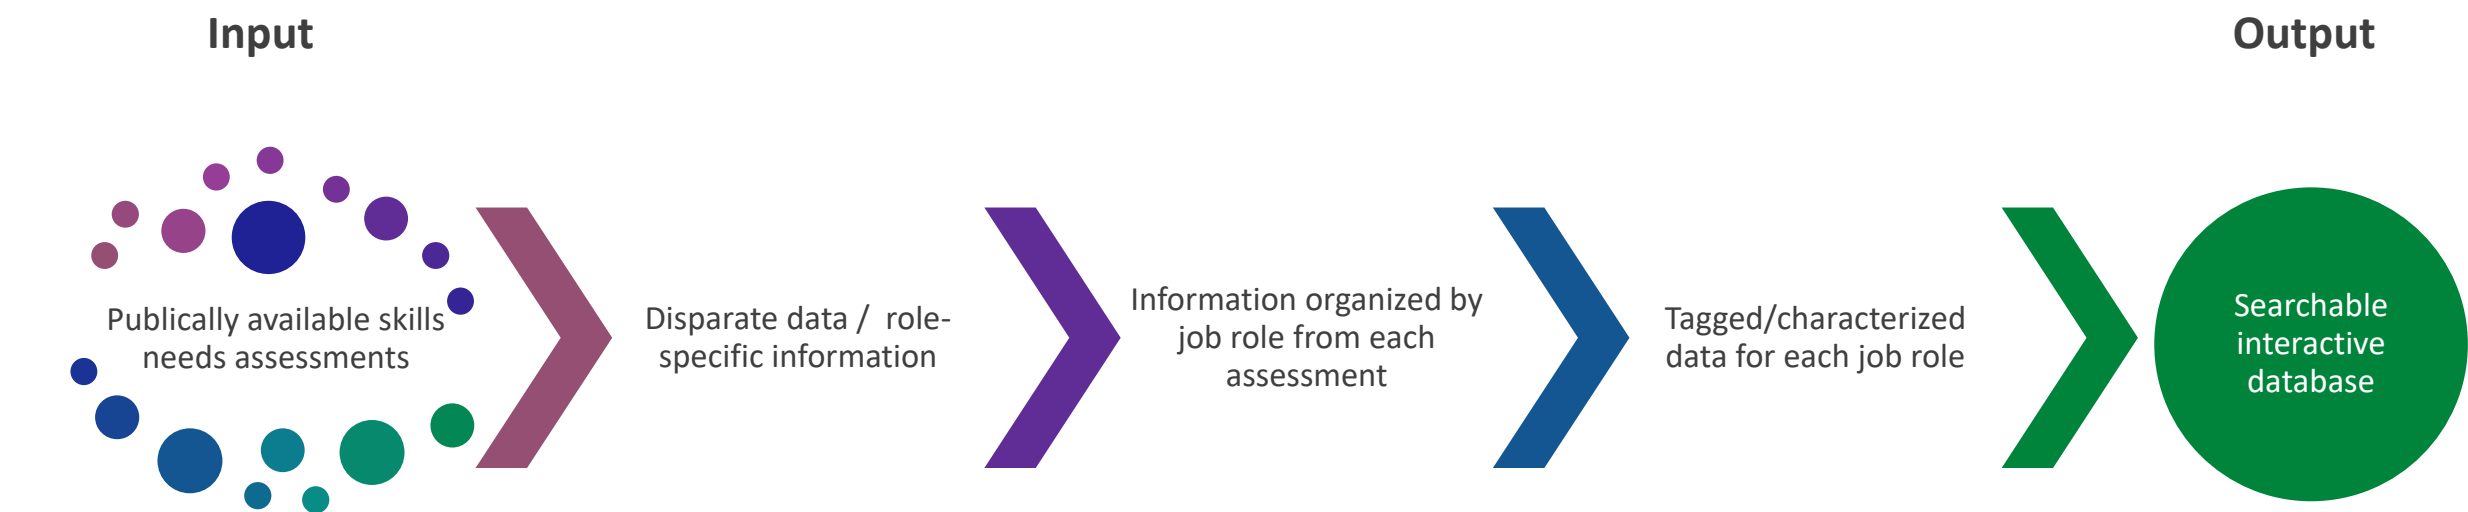 Input
Output
Publically available skills
needs assessments
Disparate data /  role-
specific information
Information organized by
job role from each
assessment
Tagged/characterized
data for each job role
Searchable
interactive
database